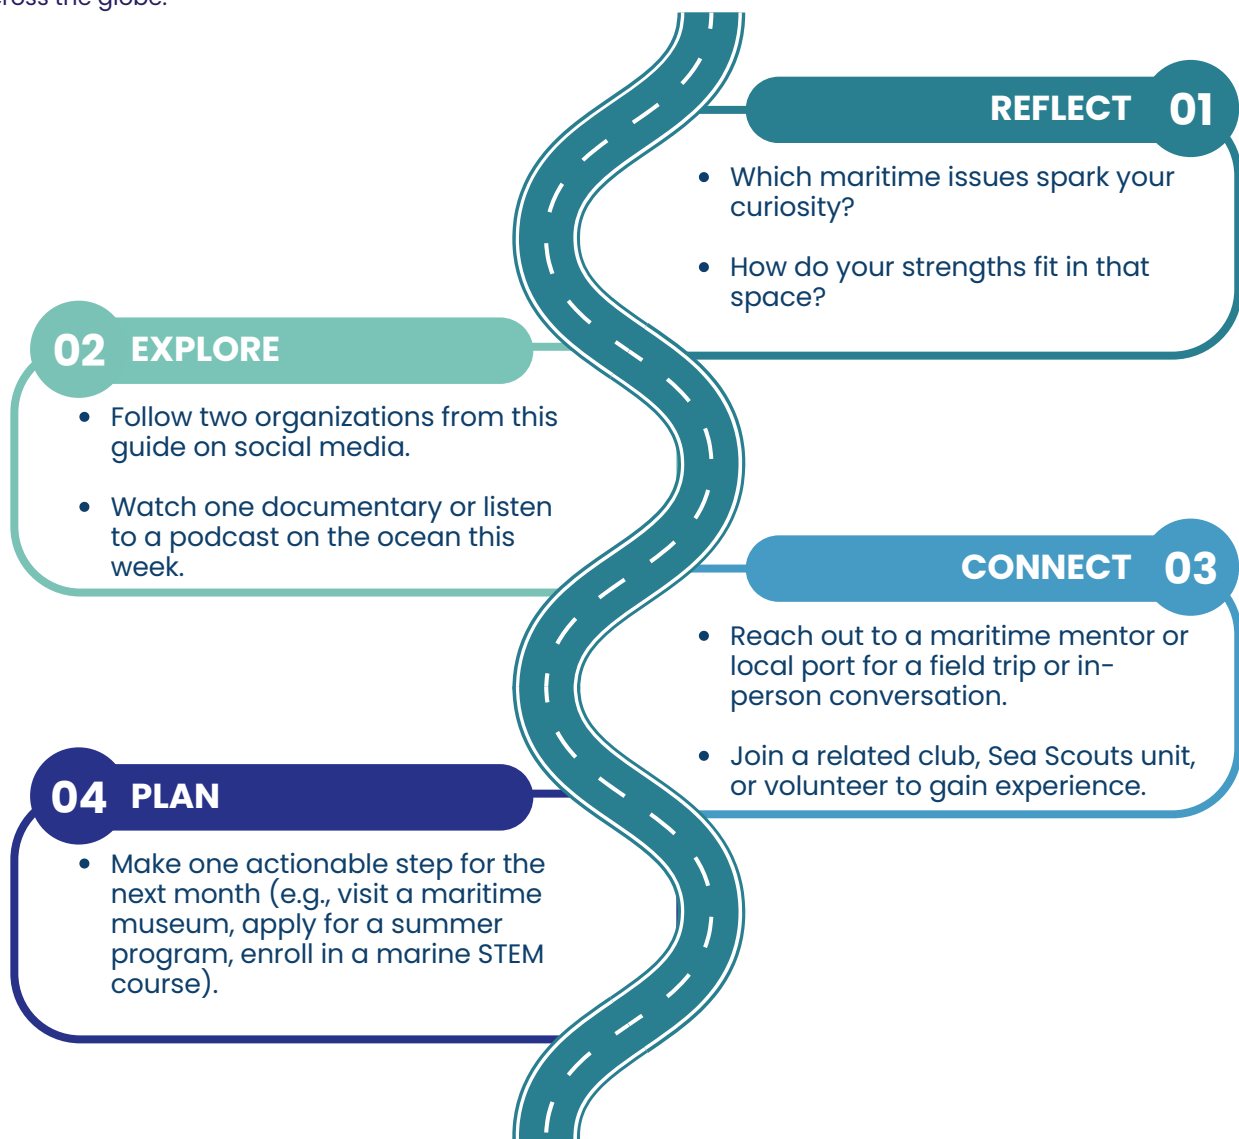 cross the globe.
REFLECT 01
Which maritime issues spark your
curiosity?
How do your strengths fit in that
space?
02 EXPLORE
Follow two organizations from this
guide on social media.
Watch one documentary or listen
to a podcast on the ocean this
week.
CONNECT 03
Reach out to a maritime mentor or
local port for a field trip or in-
person conversation.
Join a related club, Sea Scouts unit,
or volunteer to gain experience.
04 PLAN
Make one actionable step for the
next month (e.g., visit a maritime
museum, apply for a summer
program, enroll in a marine STEM
course).